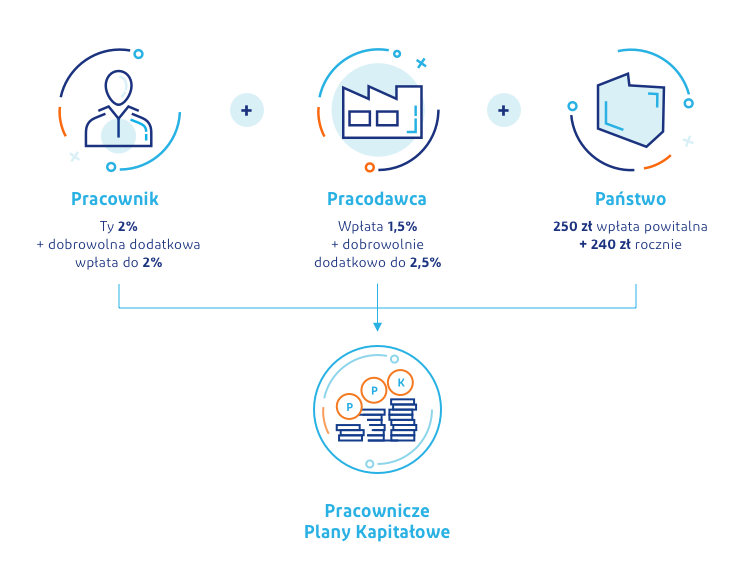 Pracownik
Ty 2%
+ dobrowolna dodatkowa
wpłata do 2%
+
Pracodawca
Wpłata 1,5%
+ dobrowolnie
dodatkowo do 2,5%
+
Państwo
250 zł wpłata powitalna
+ 240 zł rocznie
P P K
Pracownicze
Plany Kapitałowe